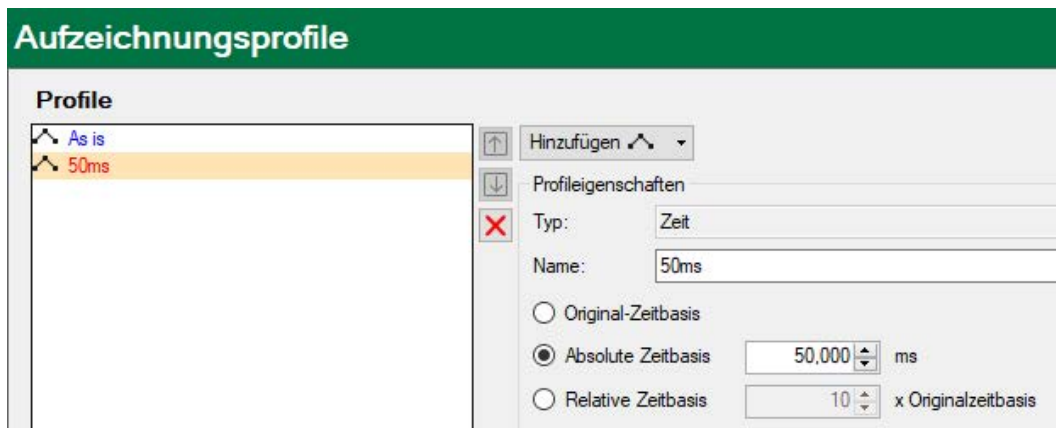 Aufzeichnungsprofile
Profile
As is
50ms
Hinzufügen
Profileigenschaften
Typ: Zeit
Name: 50ms
Original-Zeitbasis
Absolute Zeitbasis 50,000 ms
Relative Zeitbasis 10 x Originalzeitbasis